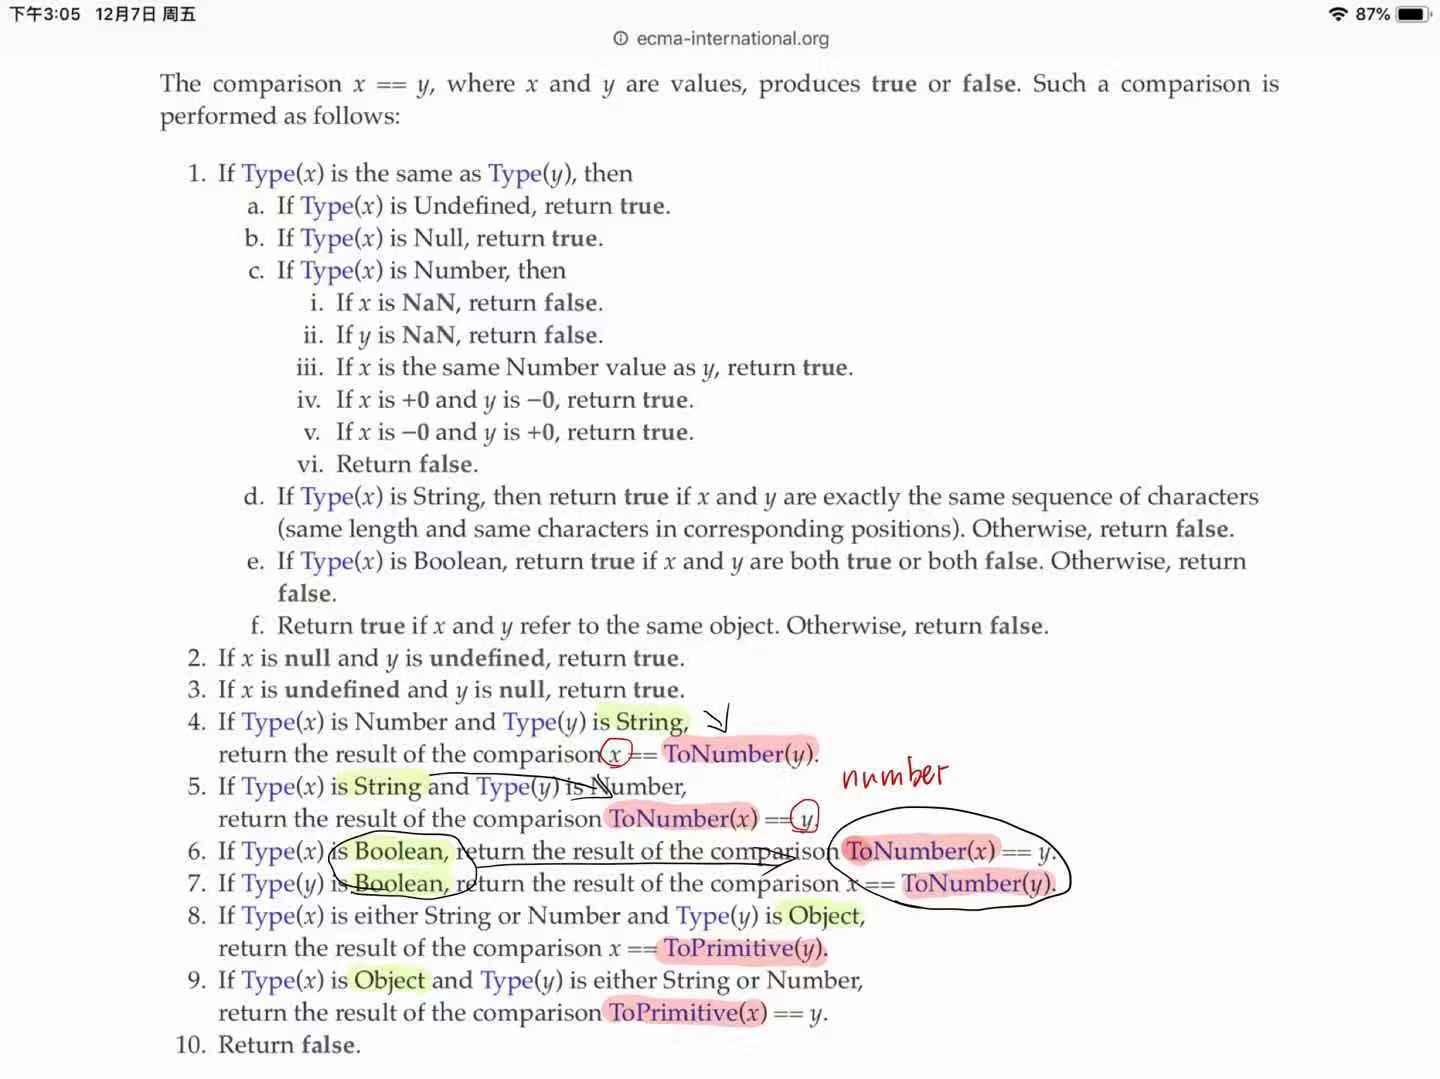 下午3:05 12月7日 周五
87%
ecma-international.org
The comparison x == y, where x and y are values, produces true or false. Such a comparison is
performed as follows:
1. If Type(x) is the same as Type(y), then
a. If Type(x) is Undefined, return true.
b. If Type(x) is Null, return true.
c. If Type(x) is Number, then
i. If x is NaN, return false.
ii. If y is NaN, return false.
iii. If x is the same Number value as y, return true.
iv. If x is +0 and y is −0, return true.
v. If x is −0 and y is +0, return true.
vi. Return false.
d. If Type(x) is String, then return true if x and y are exactly the same sequence of characters
(same length and same characters in corresponding positions). Otherwise, return false.
e. If Type(x) is Boolean, return true if x and y are both true or both false. Otherwise, return
false.
f. Return true if x and y refer to the same object. Otherwise, return false.
2. If x is null and y is undefined, return true.
3. If x is undefined and y is null, return true.
4. If Type(x) is Number and Type(y) is String,
return the result of the comparison x == ToNumber(y).
5. If Type(x) is String and Type(y) is Number,
number
return the result of the comparison ToNumber(x) == y.
6. If Type(x) is Boolean, return the result of the comparison ToNumber(x) == y.
7. If Type(y) is Boolean, return the result of the comparison x == ToNumber(y).
8. If Type(x) is either String or Number and Type(y) is Object,
return the result of the comparison x == ToPrimitive(y).
9. If Type(x) is Object and Type(y) is either String or Number,
return the result of the comparison ToPrimitive(x) == y.
10. Return false.